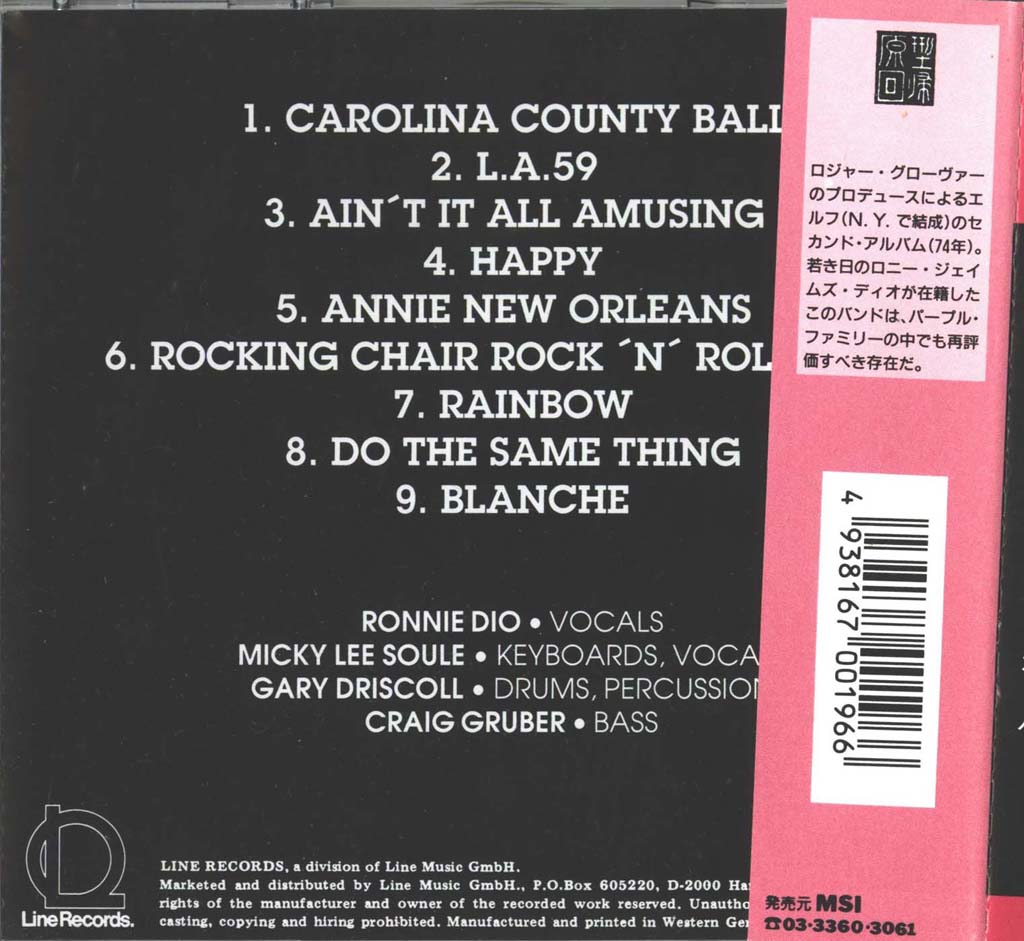 1. CAROLINA COUNTY BALL
2. L.A.59
3. AIN´T IT ALL AMUSING
4. HAPPY
5. ANNIE NEW ORLEANS
6. ROCKING CHAIR ROCK ´N´ ROL
7. RAINBOW
8. DO THE SAME THING
9. BLANCHE
RONNIE DIO • VOCALS
MICKY LEE SOULE • KEYBOARDS, VOCA
GARY DRISCOLL • DRUMS, PERCUSSION
CRAIG GRUBER • BASS
Line Records.
LINE RECORDS, a division of Line Music GmbH.
Marketed and distributed by Line Music GmbH., P.O.Box 605220, D-2000 Ha
rights of the manufacturer and owner of the recorded work reserved. Unautho
casting, copying and hiring prohibited. Manufactured and printed in Western Ger
原型
回帰
ロジャー・グローヴァー
のプロデュースによるエ
ルフ(N.Y.で結成)のセ
カンド・アルバム(74年)。
若き日のロニー・ジェイ
ムズ・ディオが在籍した
このバンドは、パープル・
ファミリーの中でも再評
価すべき存在だ。
4 938167 001966
発売元 MSI
☎03·3360·3061